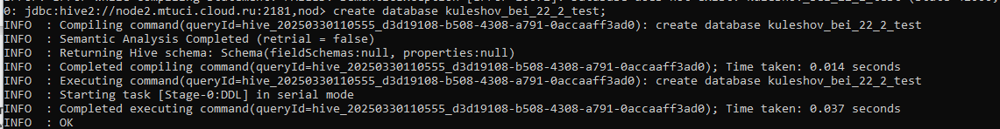 0: jdbc:hive2://node2.mtuci.cloud.ru:2181,nod> create database kuleshov_bei_22_2_test;
INFO  : Compiling command(queryId=hive_20250330110555_d3d19108-b508-4308-a791-0accaaff3ad0): create database kuleshov_bei_22_2_test
INFO  : Semantic Analysis Completed (retrial = false)
INFO  : Returning Hive schema: Schema(fieldSchemas:null, properties:null)
INFO  : Completed compiling command(queryId=hive_20250330110555_d3d19108-b508-4308-a791-0accaaff3ad0); Time taken: 0.014 seconds
INFO  : Executing command(queryId=hive_20250330110555_d3d19108-b508-4308-a791-0accaaff3ad0): create database kuleshov_bei_22_2_test
INFO  : Starting task [Stage-0:DDL] in serial mode
INFO  : Completed executing command(queryId=hive_20250330110555_d3d19108-b508-4308-a791-0accaaff3ad0); Time taken: 0.037 seconds
INFO  : OK